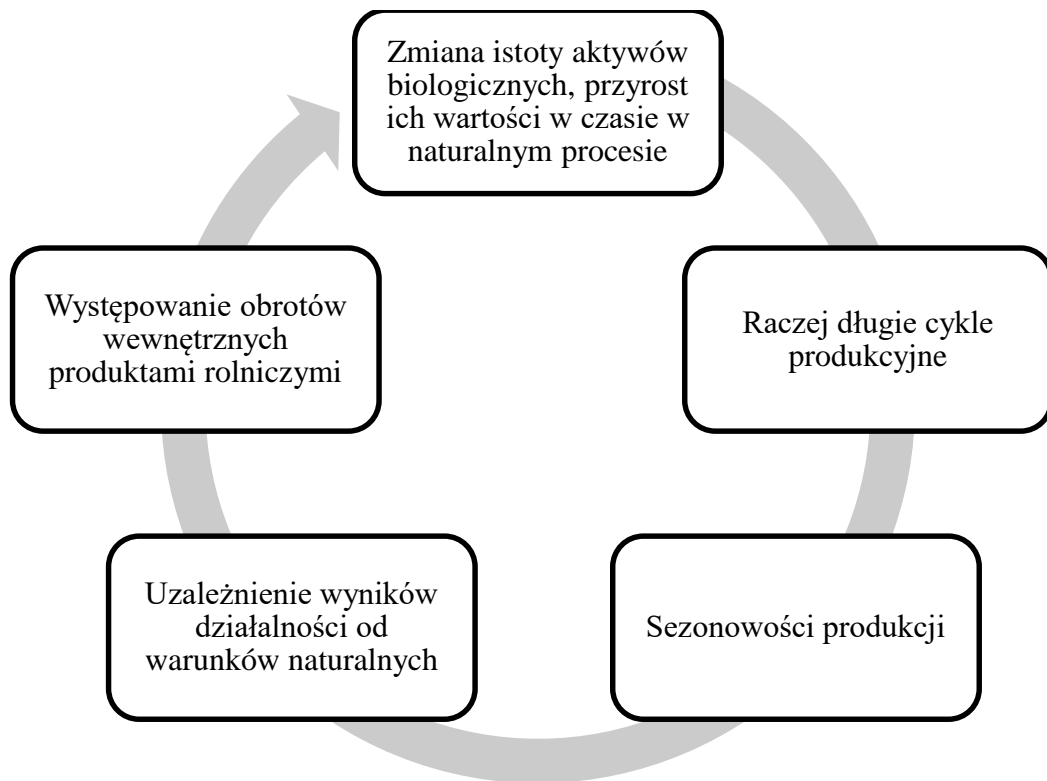 Zmiana istoty aktywów
biologicznych, przyrost
ich wartości w czasie w
naturalnym procesie
Raczej długie cykle
produkcyjne
Sezonowości produkcji
Uzależnienie wyników
działalności od
warunków naturalnych
Występowanie obrotów
wewnętrznych
produktami rolniczymi